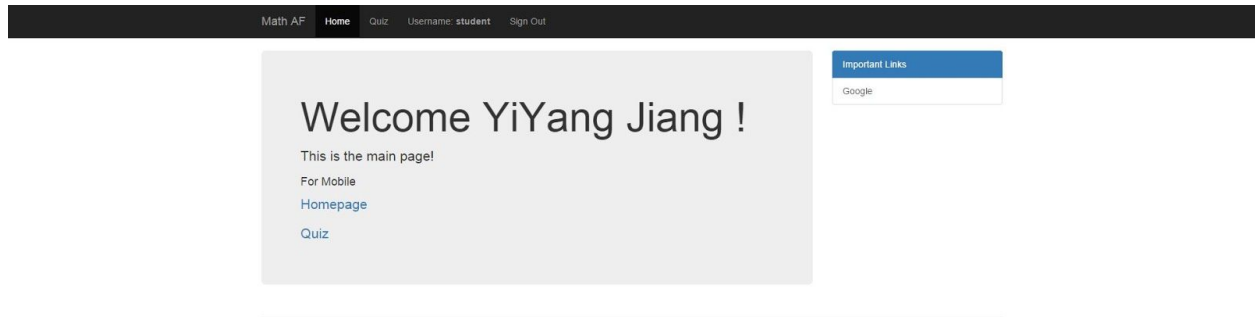 Math AF Home Quiz Username: student Sign Out
Welcome YiYang Jiang !
This is the main page!
For Mobile
Homepage
Quiz
Important Links
Google